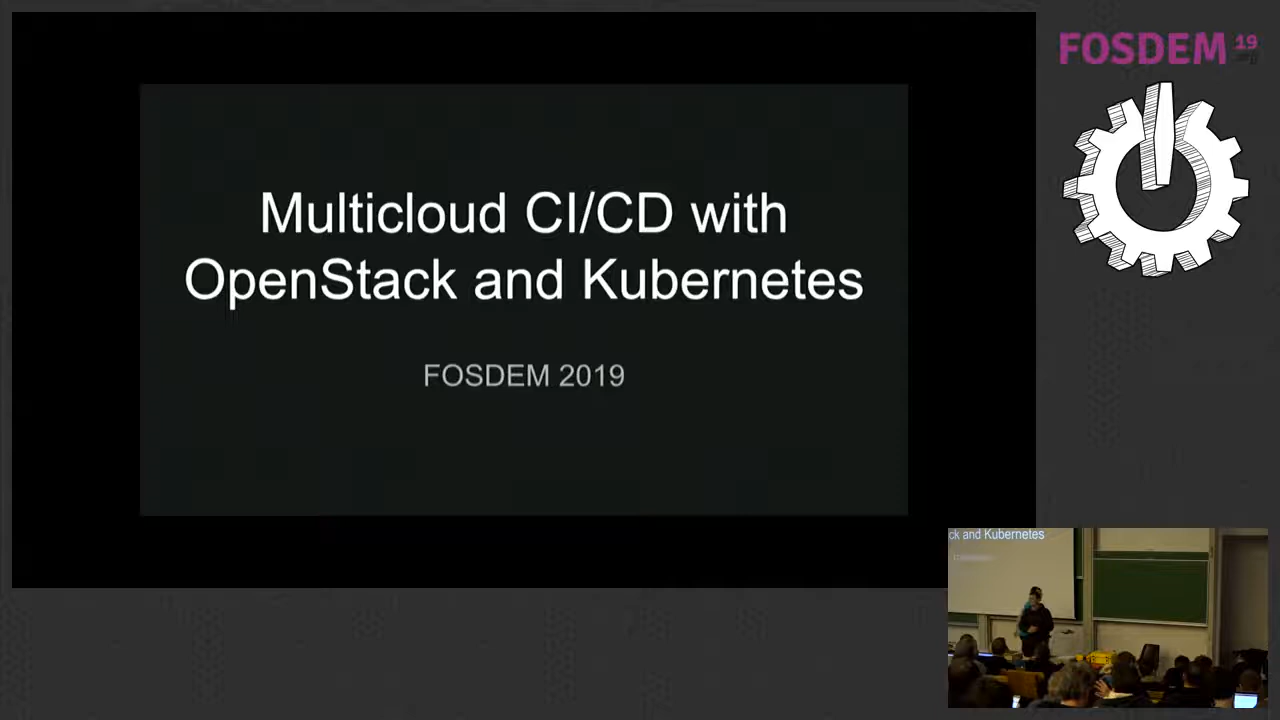 Multicloud CI/CD with
OpenStack and Kubernetes
FOSDEM 2019
FOSDEM 19
ck and Kubernetes